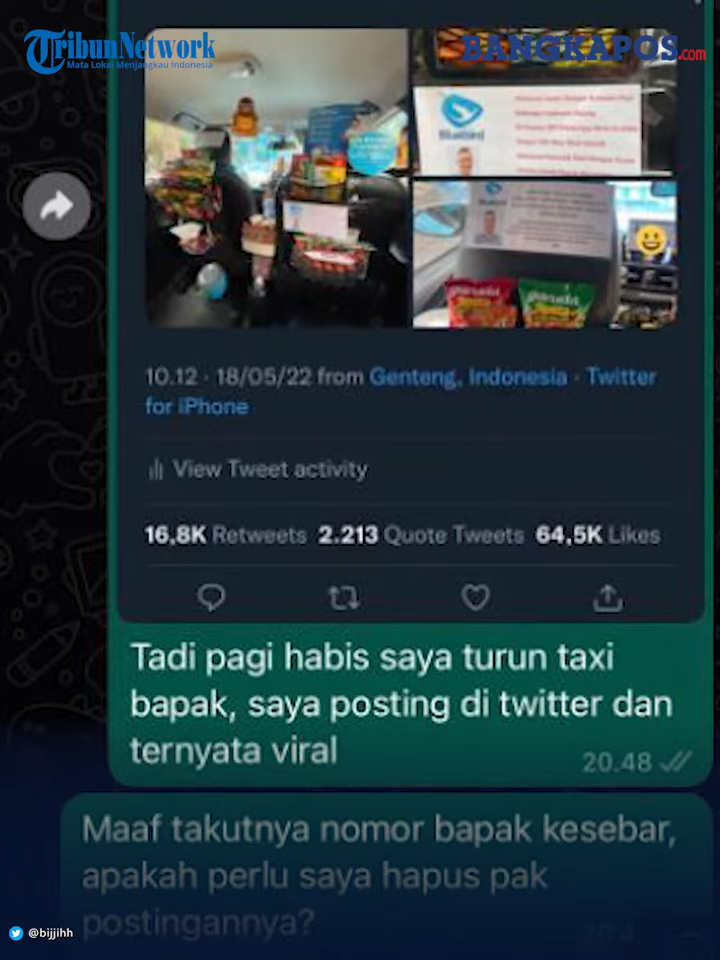 TribunNetwork
Mata Lokal Menjangkau Indonesia
BANGKAPOS.com
Bluebird
10.12 · 18/05/22 from Genteng, Indonesia · Twitter
for iPhone
View Tweet activity
16,8K Retweets 2.213 Quote Tweets 64,5K Likes
Tadi pagi habis saya turun taxi
bapak, saya posting di twitter dan
ternyata viral
20.48
Maaf takutnya nomor bapak kesebar,
apakah perlu saya hapus pak
postingannya?
@bijjihh